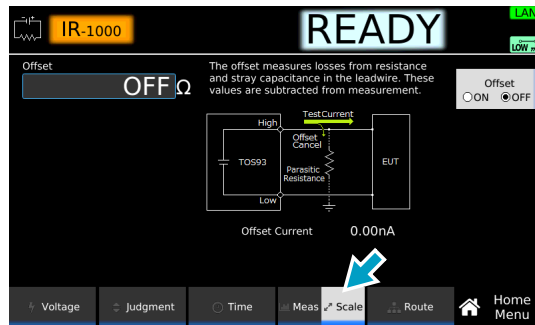 IR-1000
READY
LAN
LOW
Offset
OFF Ω
The offset measures losses from resistance
and stray capacitance in the leadwire. These
values are subtracted from measurement.
Offset
ON OFF
TestCurrent
High
Offset
Cancel
TOS93
EUT
Parasitic
Resistance
Low
Offset Current 0.00nA
Voltage
Judgment
Time
Meas
Scale
Route
Home
Menu